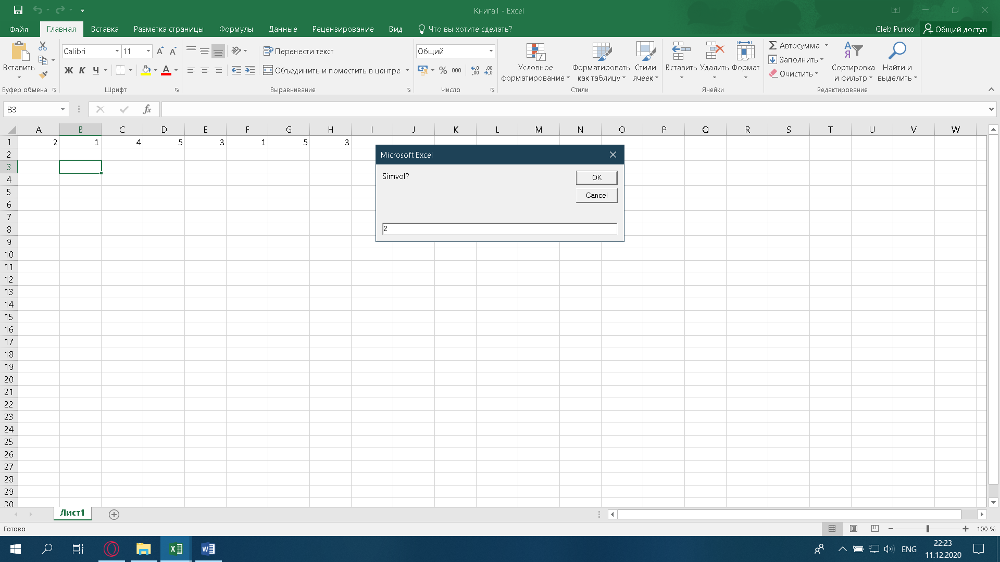 Книга1 - Excel
Файл Главная Вставка Разметка страницы Формулы Данные Рецензирование Вид Что вы хотите сделать? Gleb Punko Общий доступ
Вставить
Буфер обмена
Calibri 11
Ж К Ч А
Шрифт
Перенести текст
Объединить и поместить в центре
Выравнивание
Общий
% 000
Число
Условное форматирование
Форматировать как таблицу
Стили ячеек
Стили
Вставить Удалить Формат
Ячейки
Автосумма
Заполнить
Очистить
Сортировка и фильтр
Найти и выделить
Редактирование
B3 fx
A B C D E F G H I J K L M N O P Q R S T U V W
1 2 1 4 5 3 1 5 3
2
3
4
5
6
7
8
9
10
11
12
13
14
15
16
17
18
19
20
21
22
23
24
25
26
27
28
29
30
Microsoft Excel
Simvol?
OK
Cancel
2
Лист1
Готово 100 %
ENG 22:23
11.12.2020